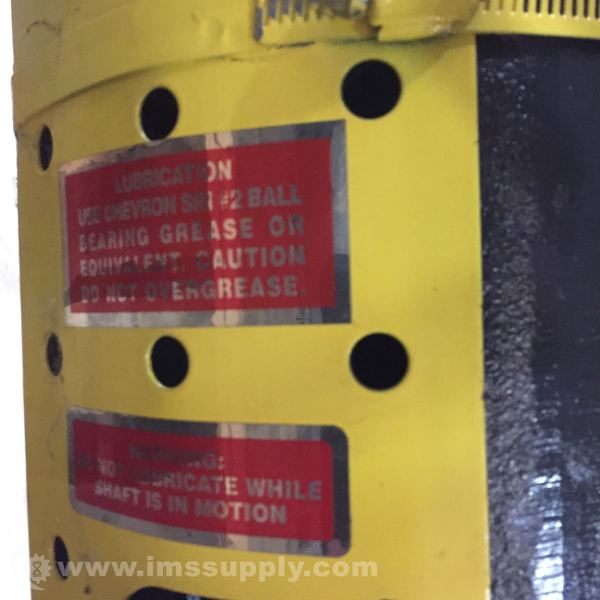 LUBRICATION
USE CHEVRON SRI #2 BALL
BEARING GREASE OR
EQUIVALENT. CAUTION
DO NOT OVERGREASE.
WARNING:
DO NOT LUBRICATE WHILE
SHAFT IS IN MOTION
www.imssupply.com